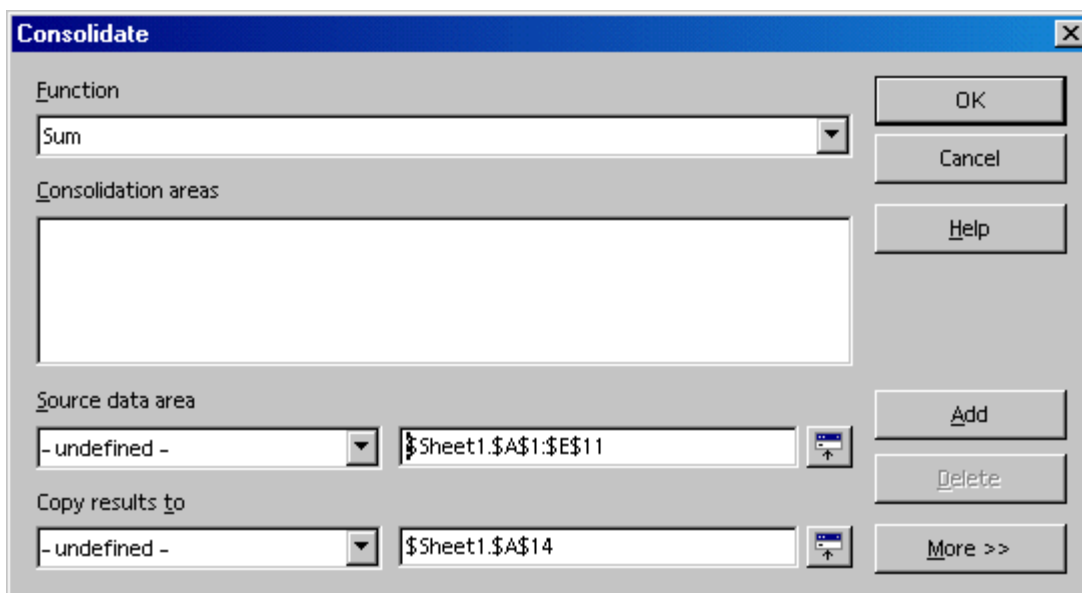 Consolidate
Function
OK
Sum
Cancel
Consolidation areas
Help
Source data area
Add
- undefined -
$Sheet1.$A$1:$E$11
Delete
Copy results to
- undefined -
$Sheet1.$A$14
More >>